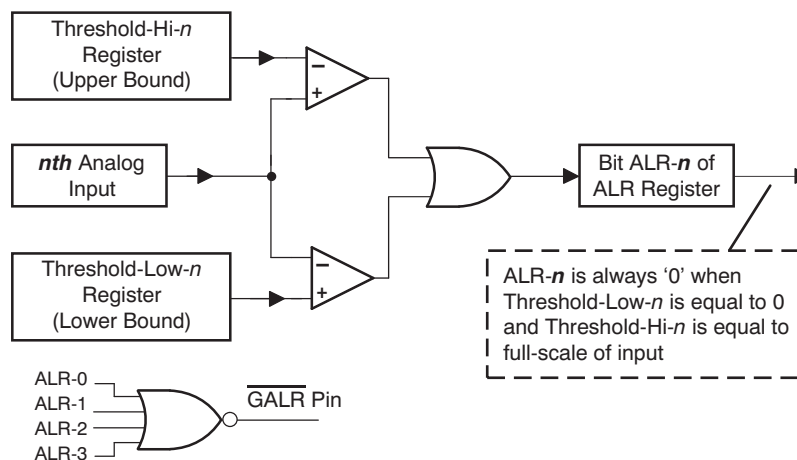 Threshold-Hi-n
Register
(Upper Bound)
−
+
nth Analog
Input
Bit ALR-n of
ALR Register
Threshold-Low-n
Register
(Lower Bound)
−
+
ALR-n is always ‘0’ when
Threshold-Low-n is equal to 0
and Threshold-Hi-n is equal to
full-scale of input
ALR-0
ALR-1
ALR-2
ALR-3
G̅A̅L̅R̅ Pin